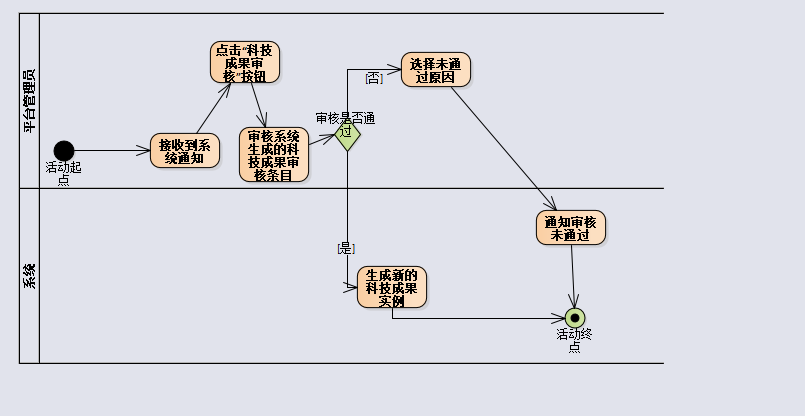 平台管理员
点击“科技
成果审
核”按钮
选择未通
过原因
[否]
审核是否通
过
审核系统
生成的科
技成果审
核条目
接收到系
统通知
活动起
点
系统
通知审核
未通过
[是]
生成新的
科技成果
实例
活动终
点